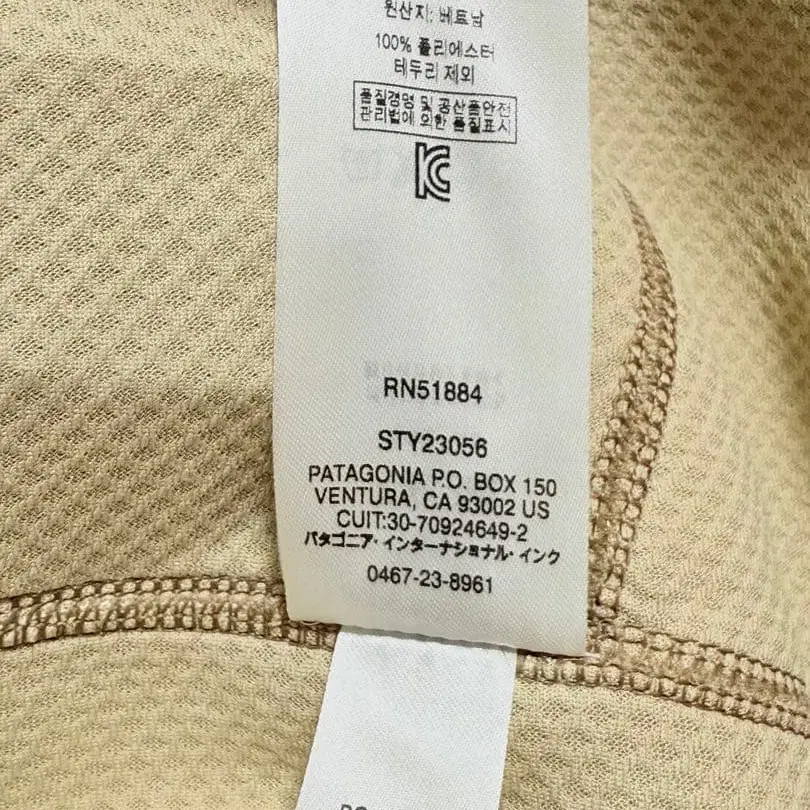 원산지: 베트남
100% 폴리에스터
테두리 제외
품질경영 및 공산품안전
관리법에 의한 품질표시
RN51884
STY23056
PATAGONIA P.O. BOX 150
VENTURA, CA 93002 US
CUIT:30-70924649-2
パタゴニア・インターナショナル・インク
0467-23-8961